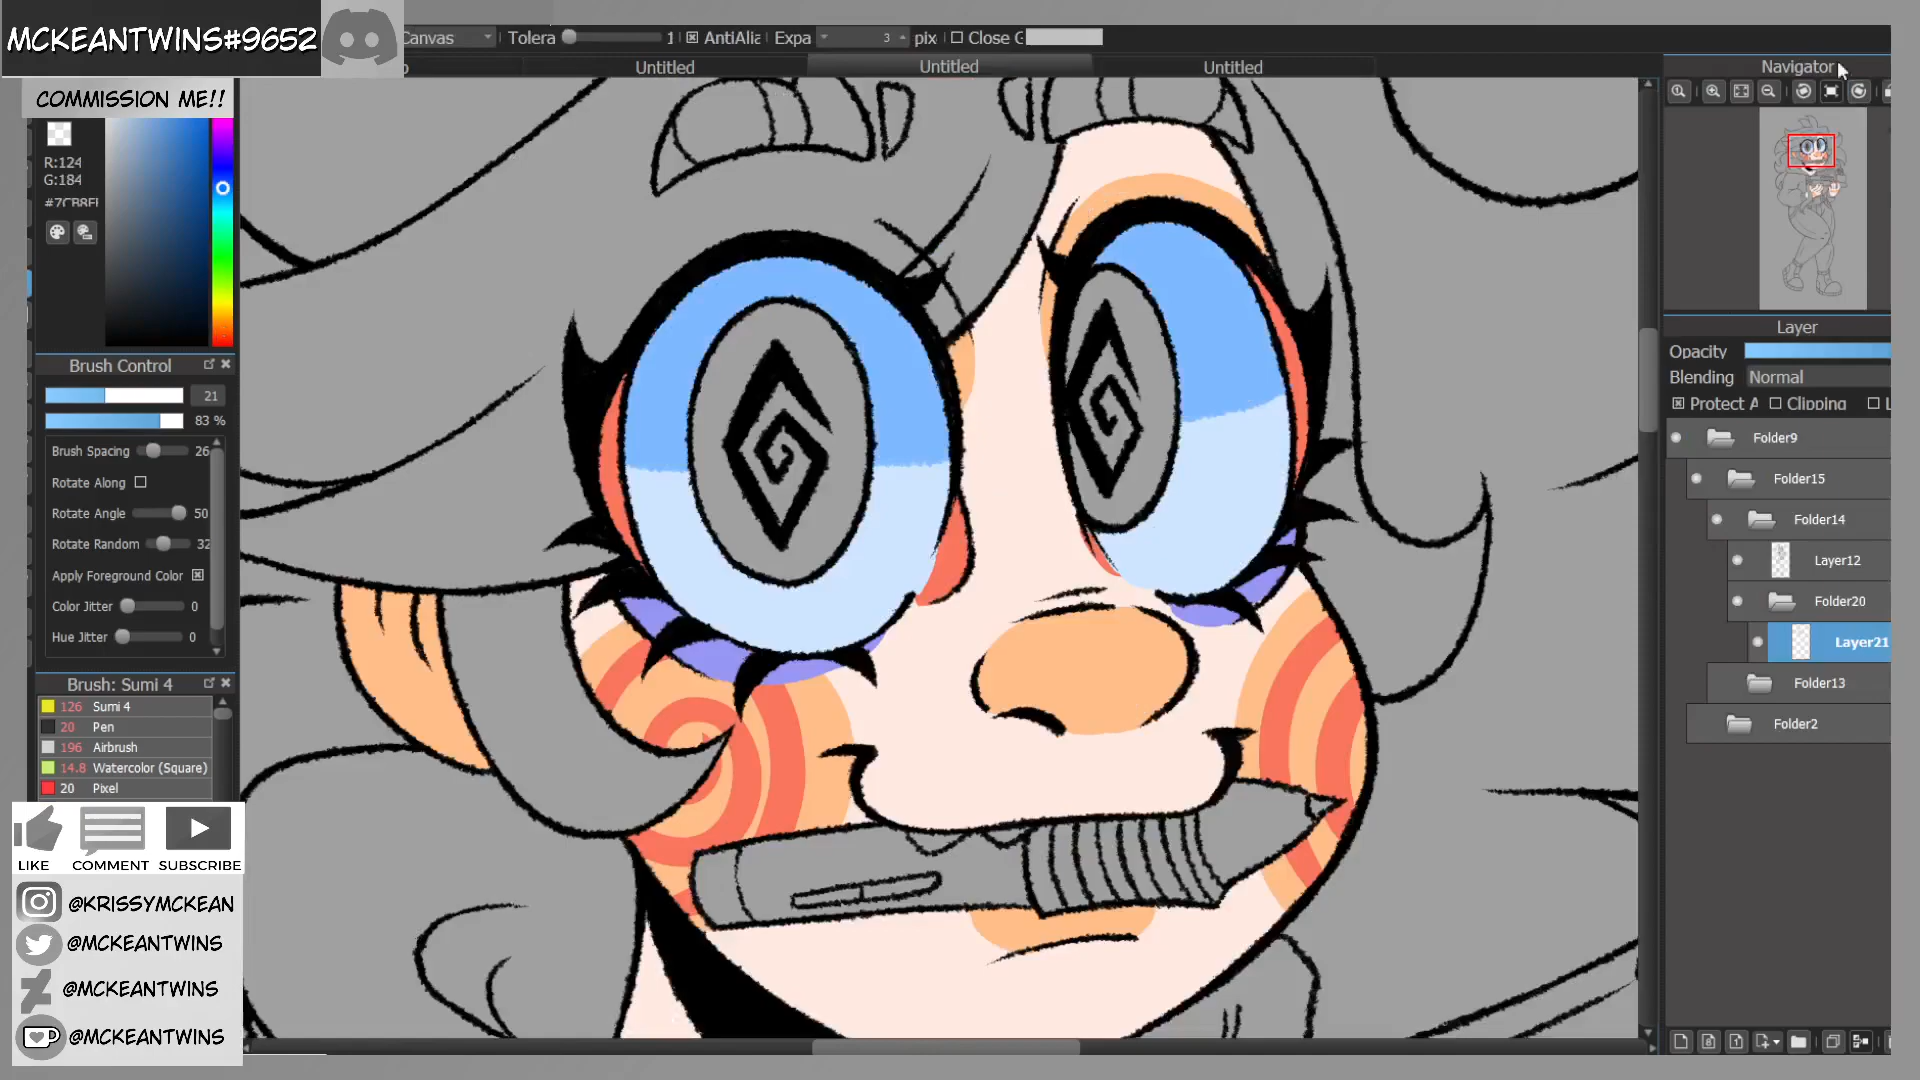 MCKEANTWINS#9652
COMMISSION ME!!
Canvas
Tolera
1
AntiAlia
Expa
3
pix
Close G
Untitled
Untitled
Untitled
Navigator
R:124
G:184
Brush Control
21
83 %
Brush Spacing 26
Rotate Along
Rotate Angle 50
Rotate Random 32
Apply Foreground Color
Color Jitter 0
Hue Jitter 0
Brush: Sumi 4
126 Sumi 4
20 Pen
196 Airbrush
14.8 Watercolor (Square)
20 Pixel
LIKE COMMENT SUBSCRIBE
@KRISSYMCKEAN
@MCKEANTWINS
@MCKEANTWINS
@MCKEANTWINS
Layer
Opacity
Blending Normal
Protect A Clipping L
Folder9
Folder15
Folder14
Layer12
Folder20
Layer21
Folder13
Folder2